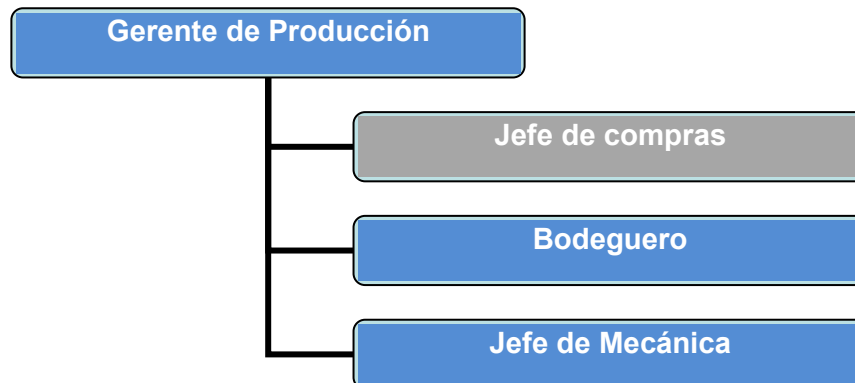 Gerente de Producción
Jefe de compras
Bodeguero
Jefe de Mecánica